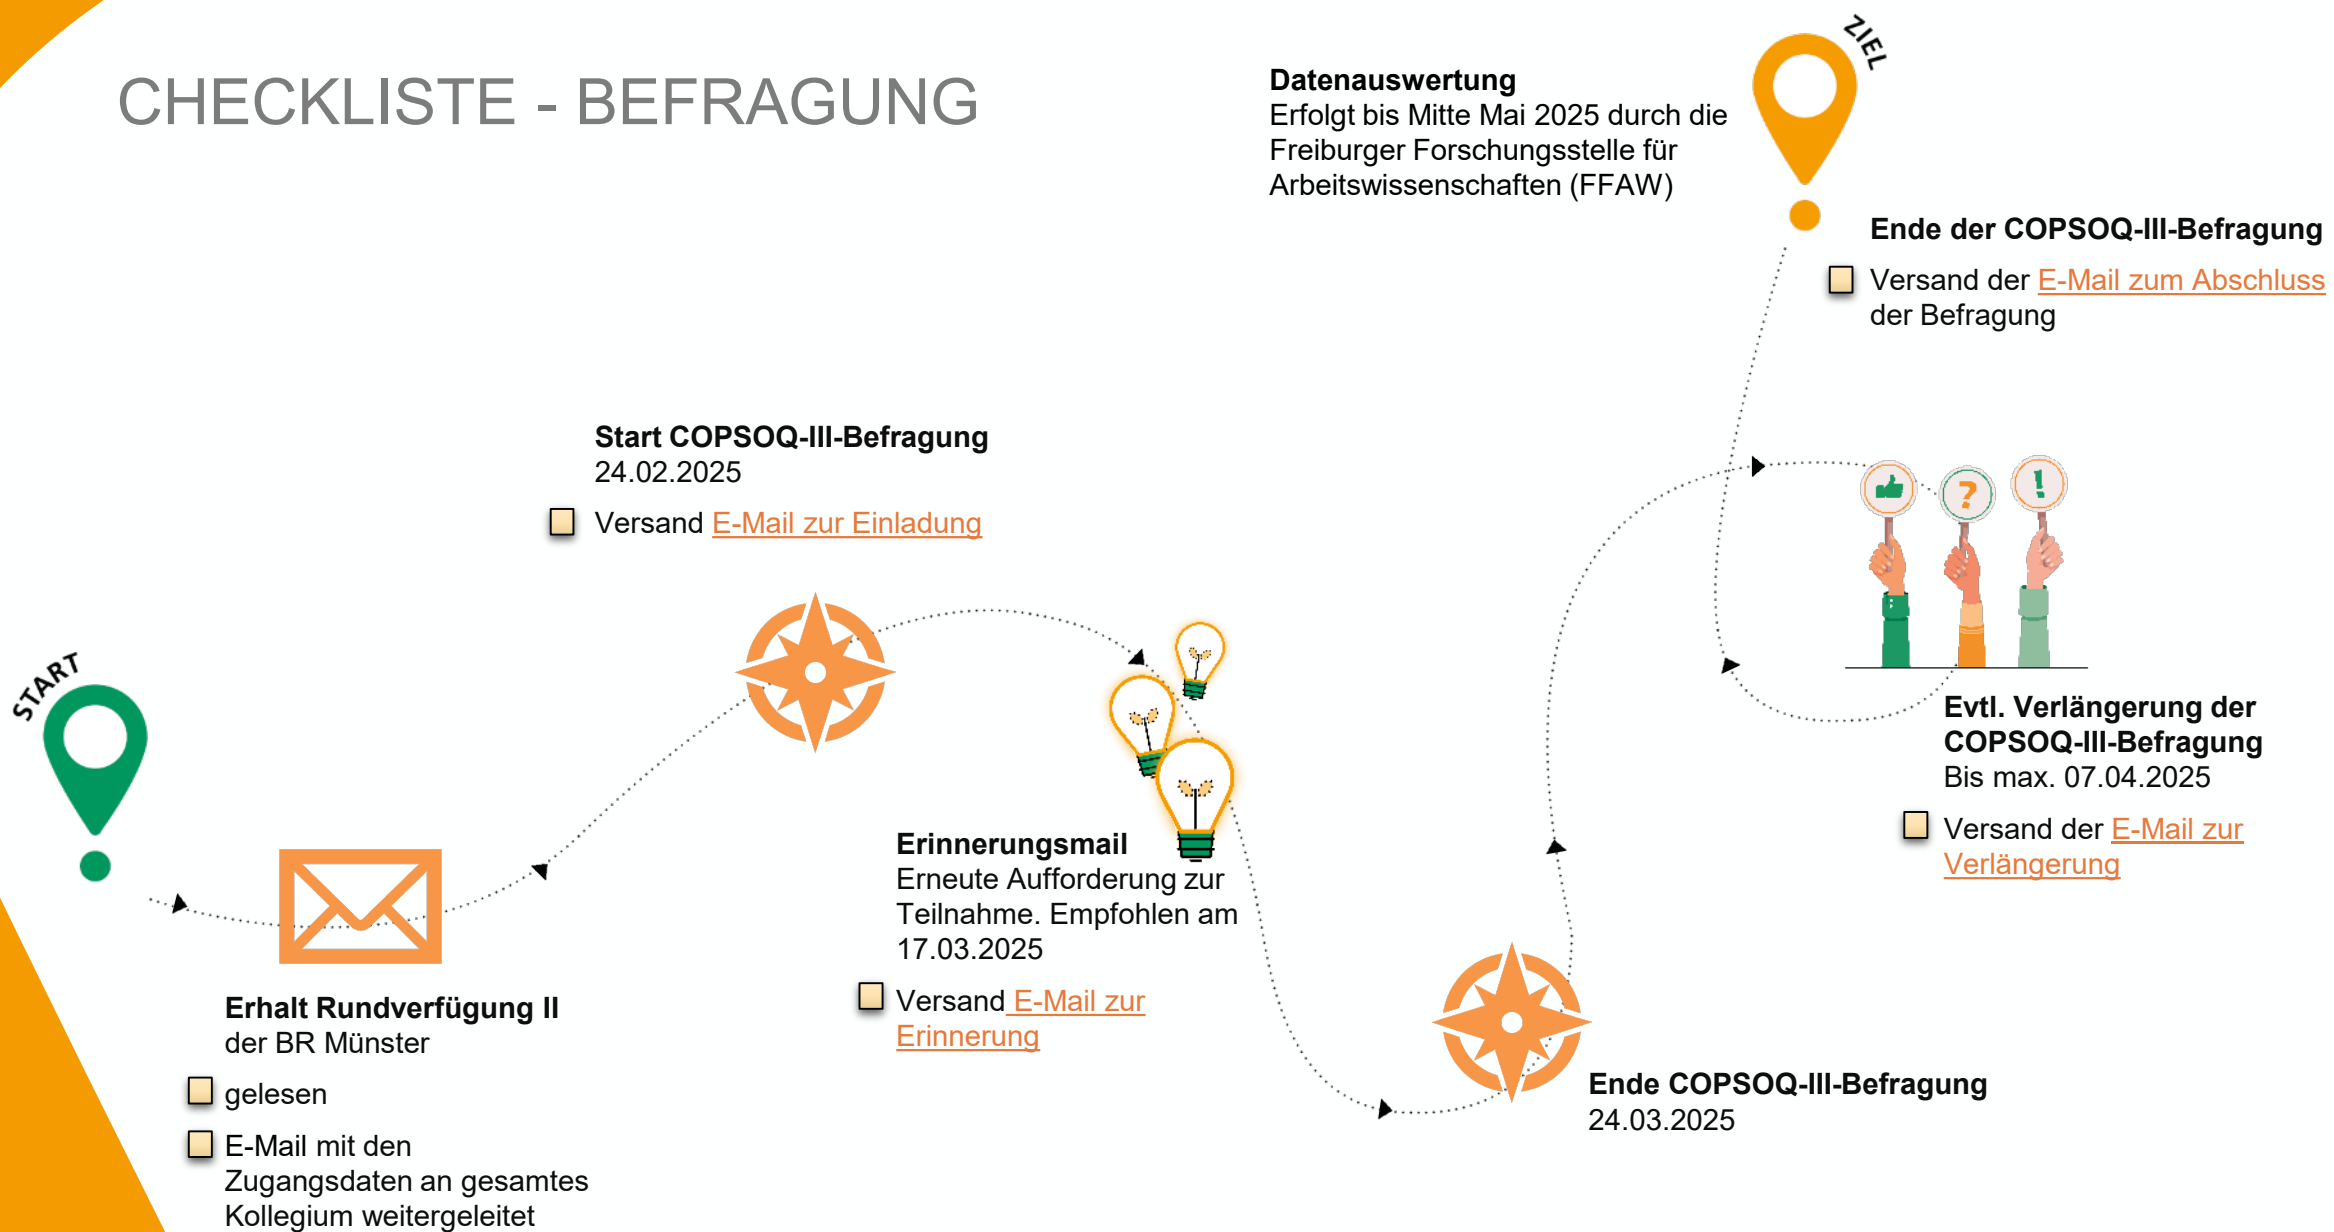 CHECKLISTE - BEFRAGUNG
START
Erhalt Rundverfügung II
der BR Münster
gelesen
E-Mail mit den
Zugangsdaten an gesamtes
Kollegium weitergeleitet
Start COPSOQ-III-Befragung
24.02.2025
Versand E-Mail zur Einladung
Erinnerungsmail
Erneute Aufforderung zur
Teilnahme. Empfohlen am
17.03.2025
Versand E-Mail zur
Erinnerung
Ende COPSOQ-III-Befragung
24.03.2025
?
!
Evtl. Verlängerung der
COPSOQ-III-Befragung
Bis max. 07.04.2025
Versand der E-Mail zur
Verlängerung
ZIEL
Ende der COPSOQ-III-Befragung
Versand der E-Mail zum Abschluss
der Befragung
Datenauswertung
Erfolgt bis Mitte Mai 2025 durch die
Freiburger Forschungsstelle für
Arbeitswissenschaften (FFAW)